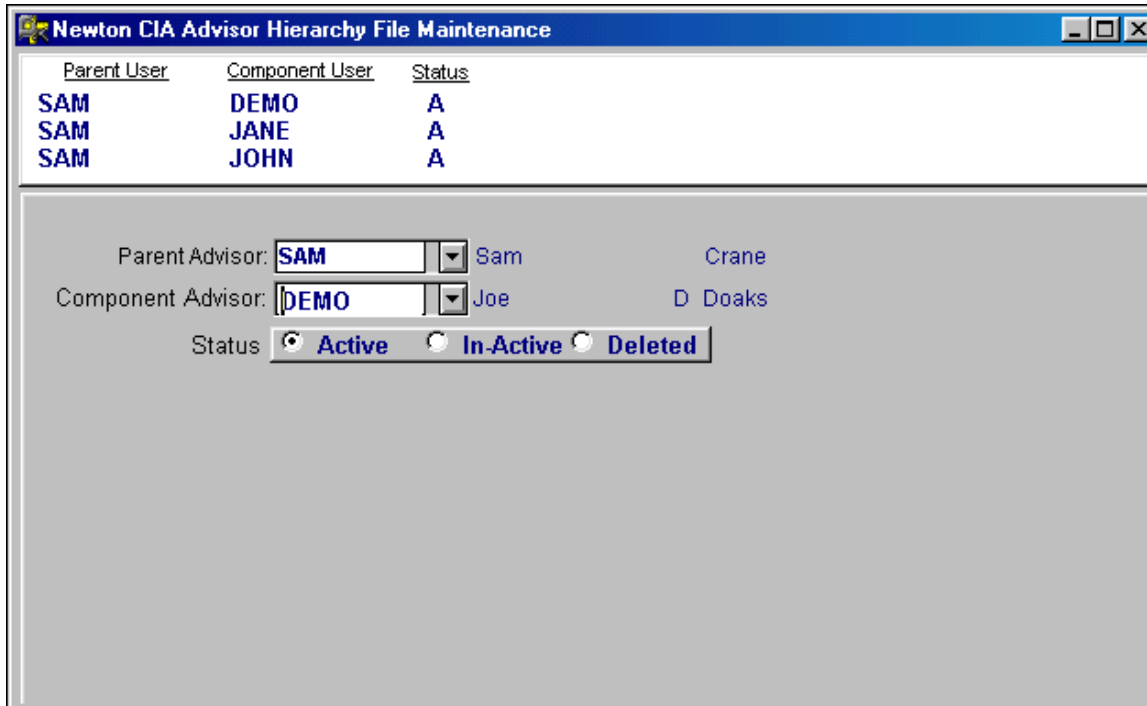 Newton CIA Advisor Hierarchy File Maintenance
Parent User Component User Status
SAM DEMO A
SAM JANE A
SAM JOHN A
Parent Advisor: SAM Sam Crane
Component Advisor: DEMO Joe D Doaks
Status Active In-Active Deleted